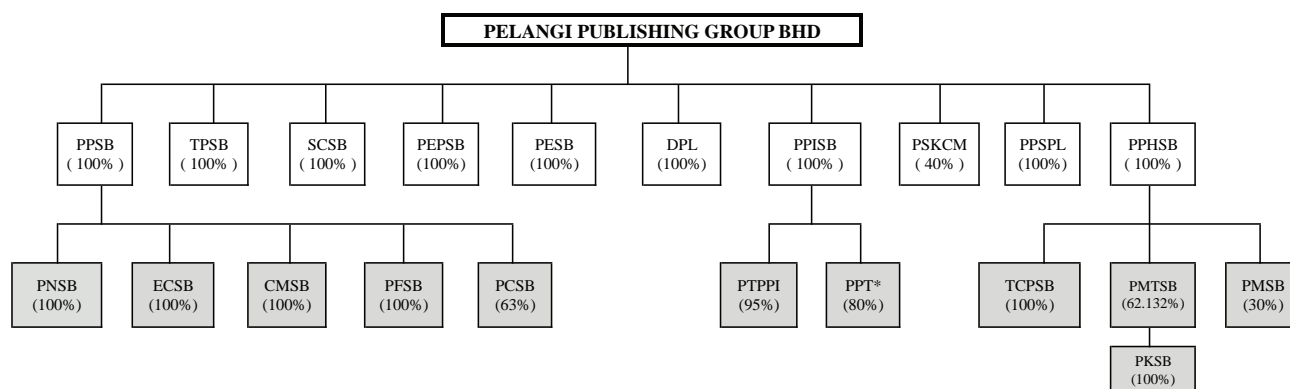 PELANGI PUBLISHING GROUP BHD
PPSB
( 100% )
TPSB
( 100% )
SCSB
( 100% )
PEPSB
(100%)
PESB
(100%)
DPL
(100%)
PPISB
( 100% )
PSKCM
( 40% )
PPSPL
(100%)
PPHSB
( 100% )
PNSB
(100%)
ECSB
(100%)
CMSB
(100%)
PFSB
(100%)
PCSB
(63%)
PTPPI
(95%)
PPT*
(80%)
TCPSB
(100%)
PMTSB
(62.132%)
PMSB
(30%)
PKSB
(100%)